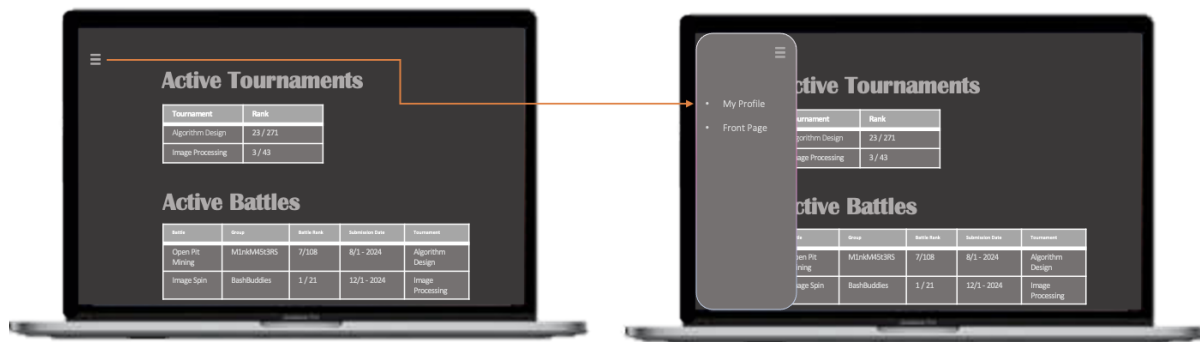 Active Tournaments
Tournament Rank
Algorithm Design 23 / 271
Image Processing 3 / 43
Active Battles
Battle Group Battle Rank Submission Date Tournament
Open Pit Mining M1nkM45t3RS 7/108 8/1 - 2024 Algorithm Design
Image Spin BashBuddies 1 / 21 12/1 - 2024 Image Processing
• My Profile
• Front Page
ctive Tournaments
urnament Rank
gorithm Design 23 / 271
age Processing 3 / 43
ctive Battles
Group Battle Rank Submission Date Tournament
en Pit ning M1nkM45t3RS 7/108 8/1 - 2024 Algorithm Design
age Spin BashBuddies 1 / 21 12/1 - 2024 Image Processing